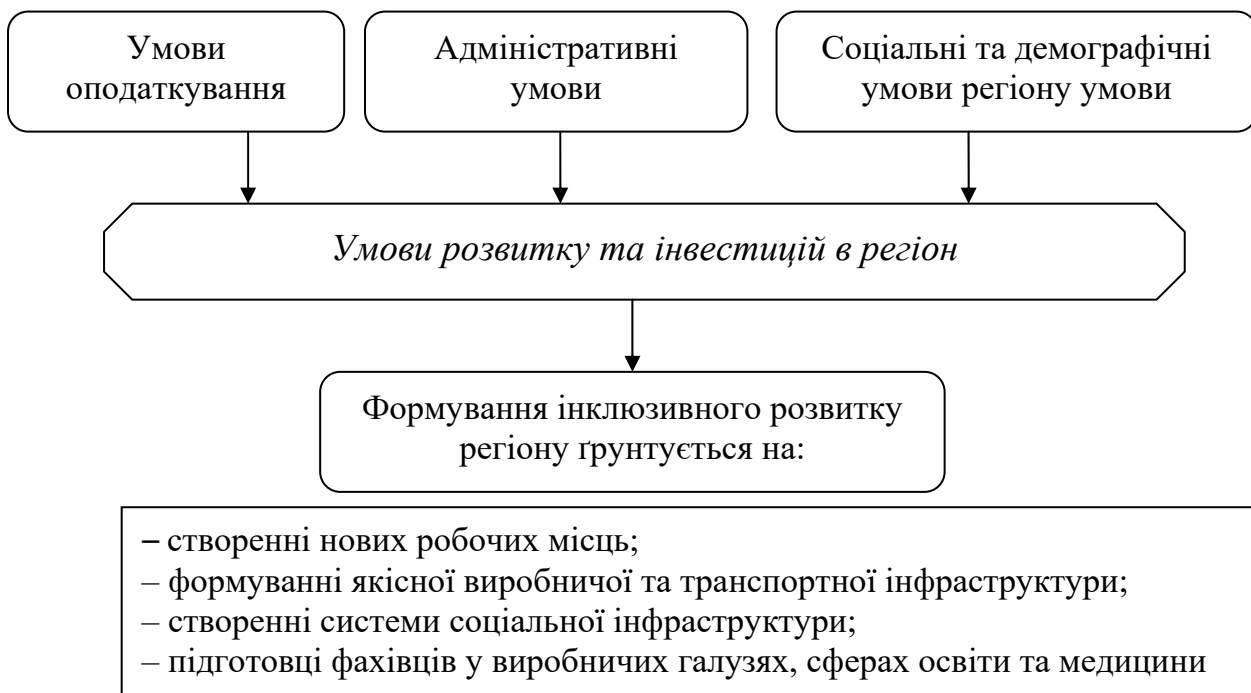 Умови
оподаткування
Адміністративні
умови
Соціальні та демографічні
умови регіону умови
Умови розвитку та інвестицій в регіон
Формування інклюзивного розвитку
регіону ґрунтується на:
– створенні нових робочих місць;
– формуванні якісної виробничої та транспортної інфраструктури;
– створенні системи соціальної інфраструктури;
– підготовці фахівців у виробничих галузях, сферах освіти та медицини